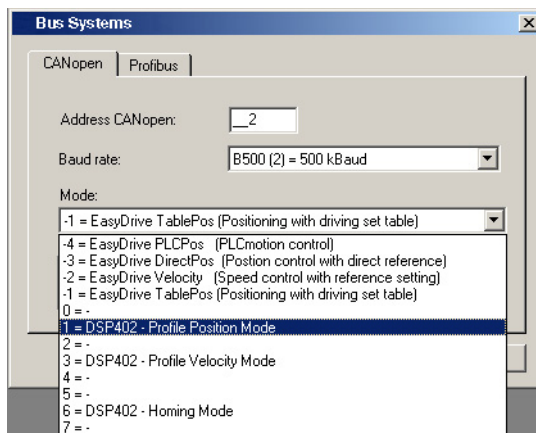 Bus Systems
CANopen
Profibus
Address CANopen:
__2
Baud rate:
B500 (2) = 500 kBaud
Mode:
-1 = EasyDrive TablePos (Positioning with driving set table)
-4 = EasyDrive PLCPos (PLCmotion control)
-3 = EasyDrive DirectPos (Postion control with direct reference)
-2 = EasyDrive Velocity (Speed control with reference setting)
-1 = EasyDrive TablePos (Positioning with driving set table)
0 = -
1 = DSP402 - Profile Position Mode
2 = -
3 = DSP402 - Profile Velocity Mode
4 = -
5 = -
6 = DSP402 - Homing Mode
7 = -